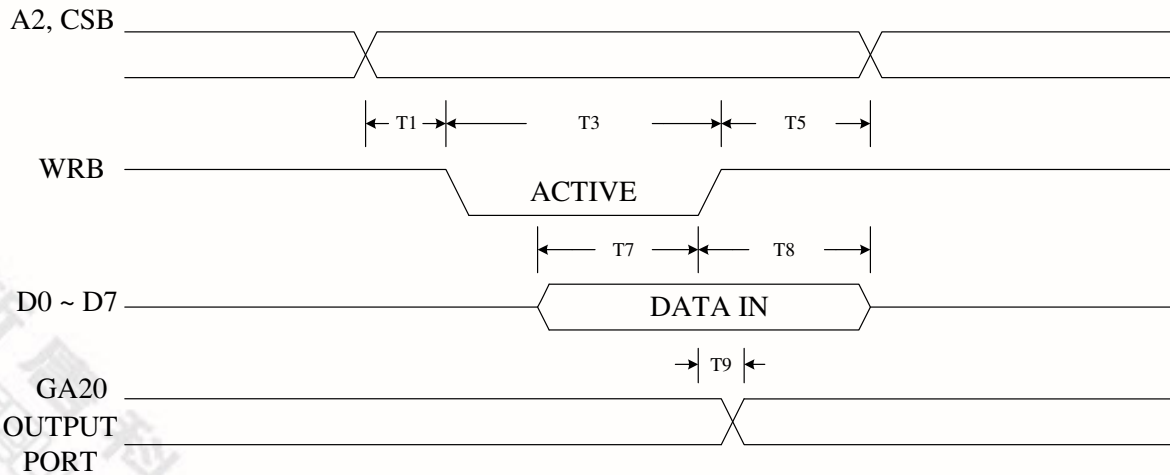 A2, CSB
T1
T3
T5
WRB
ACTIVE
T7
T8
D0 ~ D7
DATA IN
T9
GA20
OUTPUT
PORT